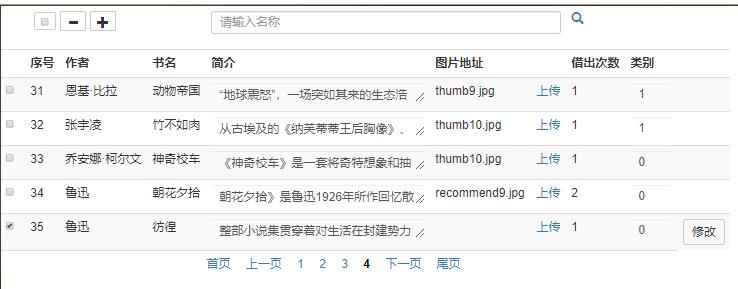 请输入名称
序号 作者 书名 简介 图片地址 借出次数 类别
31 恩基·比拉 动物帝国 “地球震怒”，一场突如其来的生态浩 thumb9.jpg 上传 1 1
32 张宇凌 竹不如肉 从古埃及的《纳芙蒂蒂王后胸像》、 thumb10.jpg 上传 1 1
33 乔安娜·柯尔文 神奇校车 《神奇校车》是一套将奇特想象和抽 thumb10.jpg 上传 1 0
34 鲁迅 朝花夕拾 朝花夕拾》是鲁迅1926年所作回忆散 recommend9.jpg 上传 2 0
35 鲁迅 彷徨 整部小说集贯穿着对生活在封建势力 上传 1 0 修改
首页 上一页 1 2 3 4 下一页 尾页